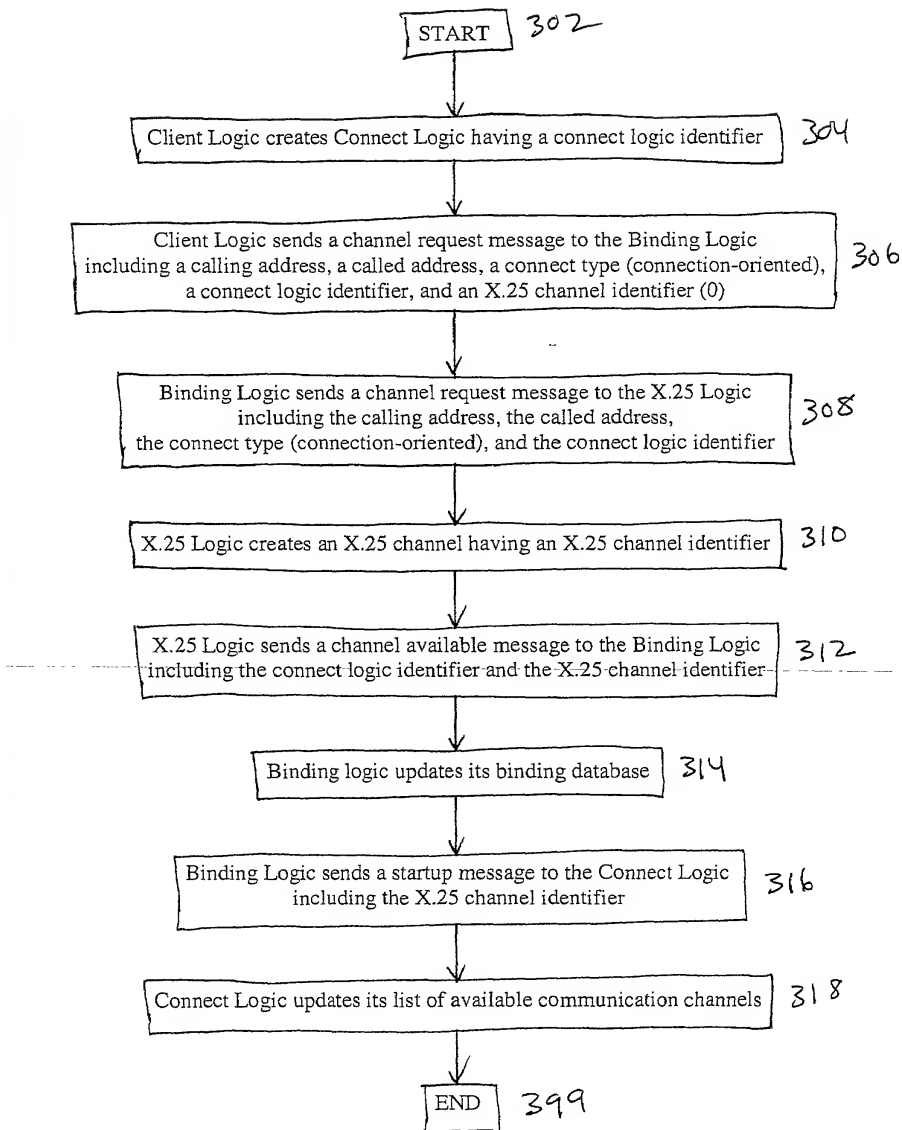 START 302
Client Logic creates Connect Logic having a connect logic identifier 304
Client Logic sends a channel request message to the Binding Logic
including a calling address, a called address, a connect type (connection-oriented), 306
a connect logic identifier, and an X.25 channel identifier (0)
Binding Logic sends a channel request message to the X.25 Logic
including the calling address, the called address, 308
the connect type (connection-oriented), and the connect logic identifier
X.25 Logic creates an X.25 channel having an X.25 channel identifier 310
X.25 Logic sends a channel available message to the Binding Logic 312
including the connect logic identifier and the X.25 channel identifier
Binding logic updates its binding database 314
Binding Logic sends a startup message to the Connect Logic 316
including the X.25 channel identifier
Connect Logic updates its list of available communication channels 318
END 399